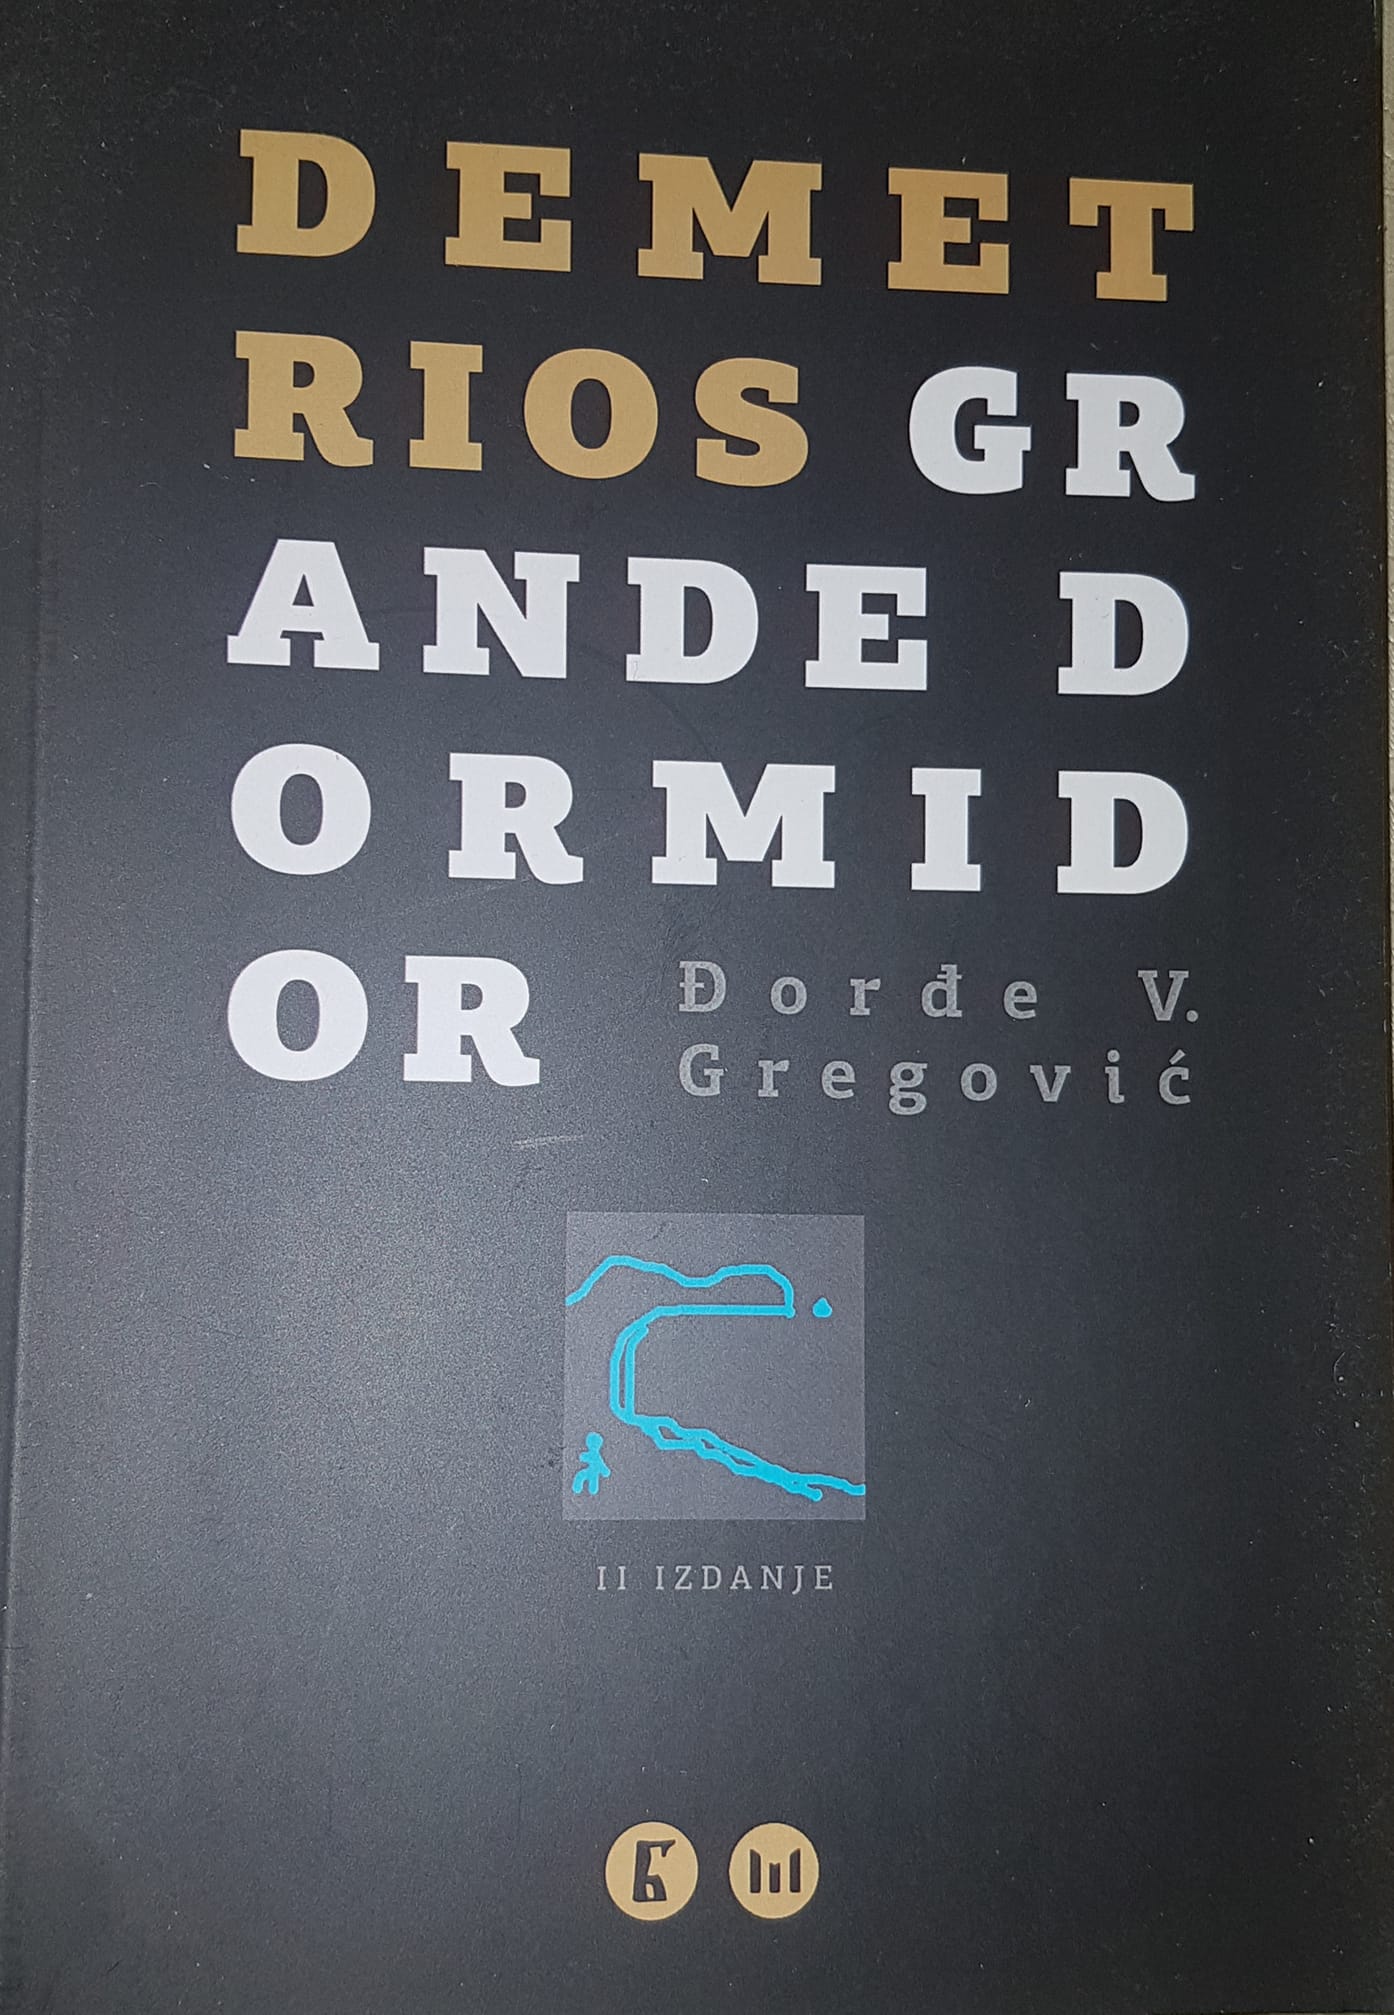 DEMET
RIOS GR
ANDE D
ORMID
OR
Đorđe V.
Gregović
II IZDANJE